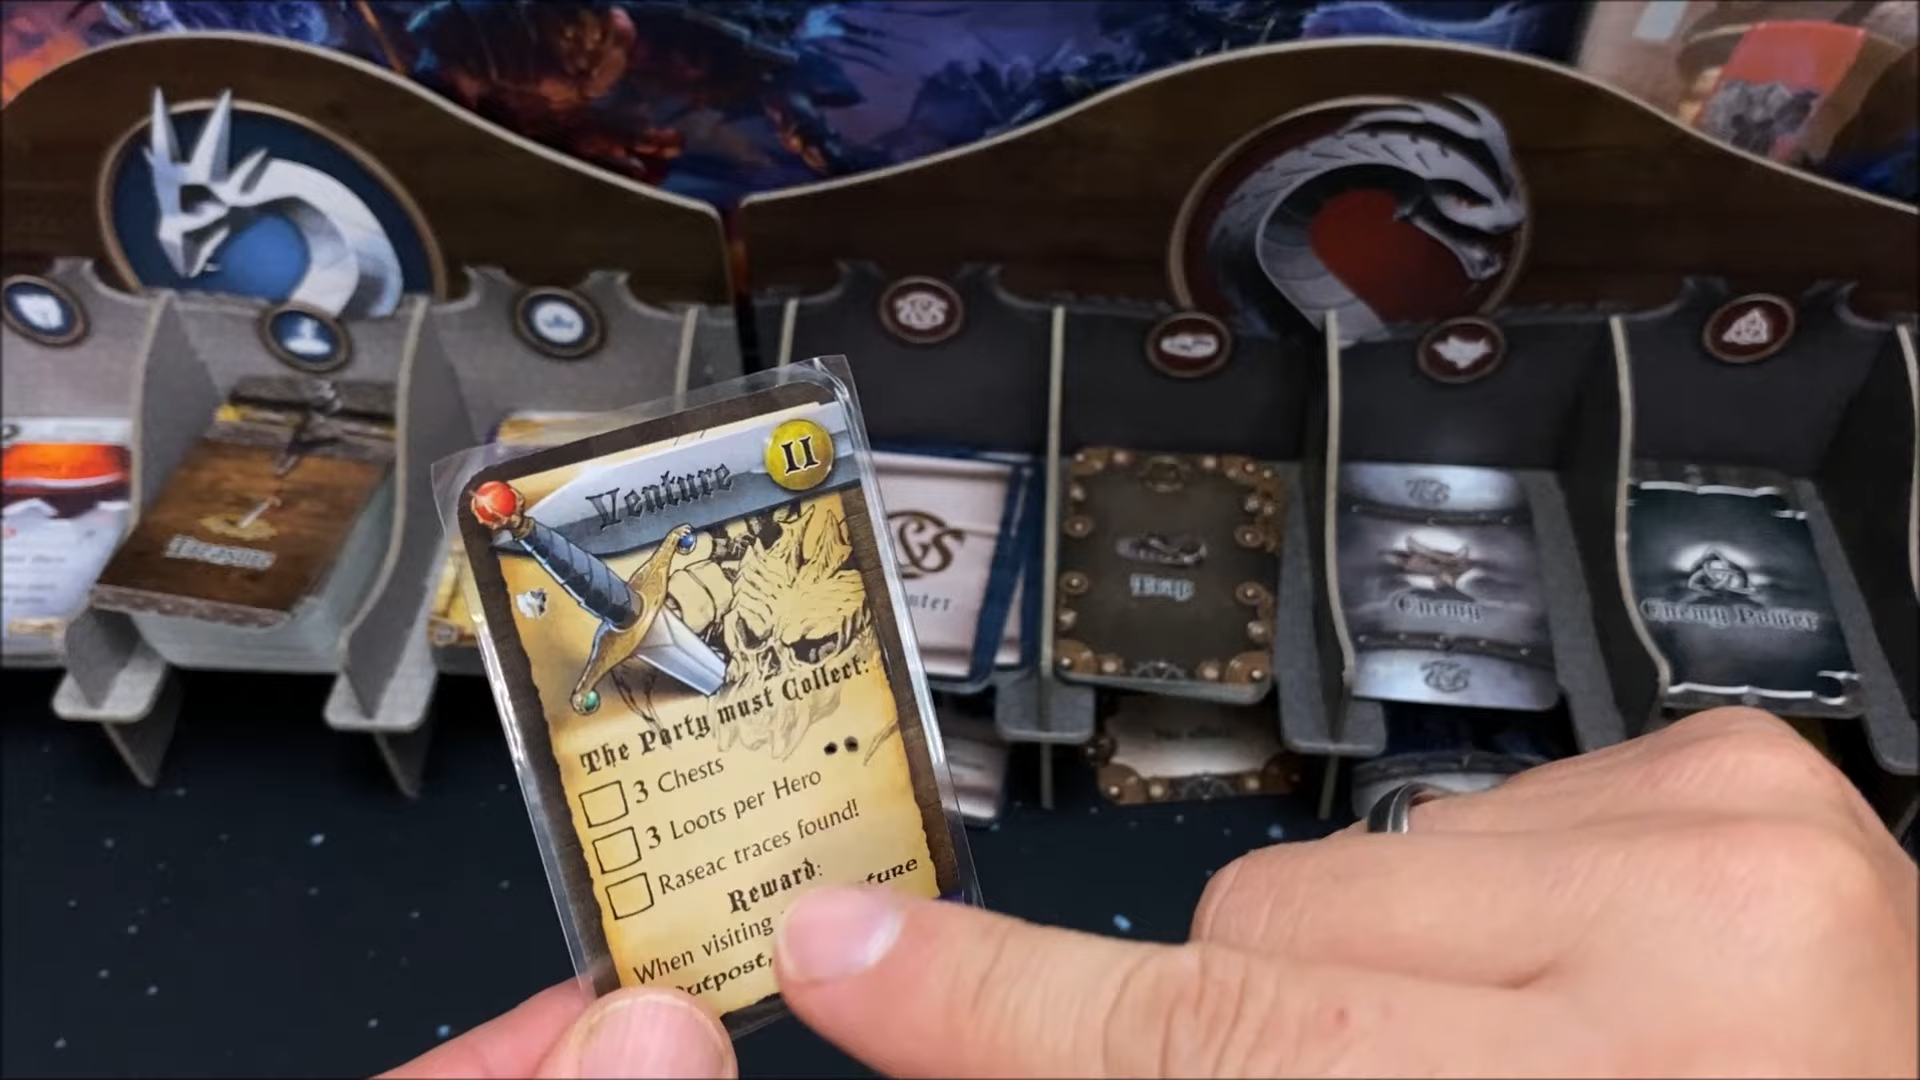 Venture
II
The Party must Collect:
3 Chests
3 Loots per Hero
Raseac traces found!
Reward:
When visiting
Treasure
Trap
Enemy
Enemy Power